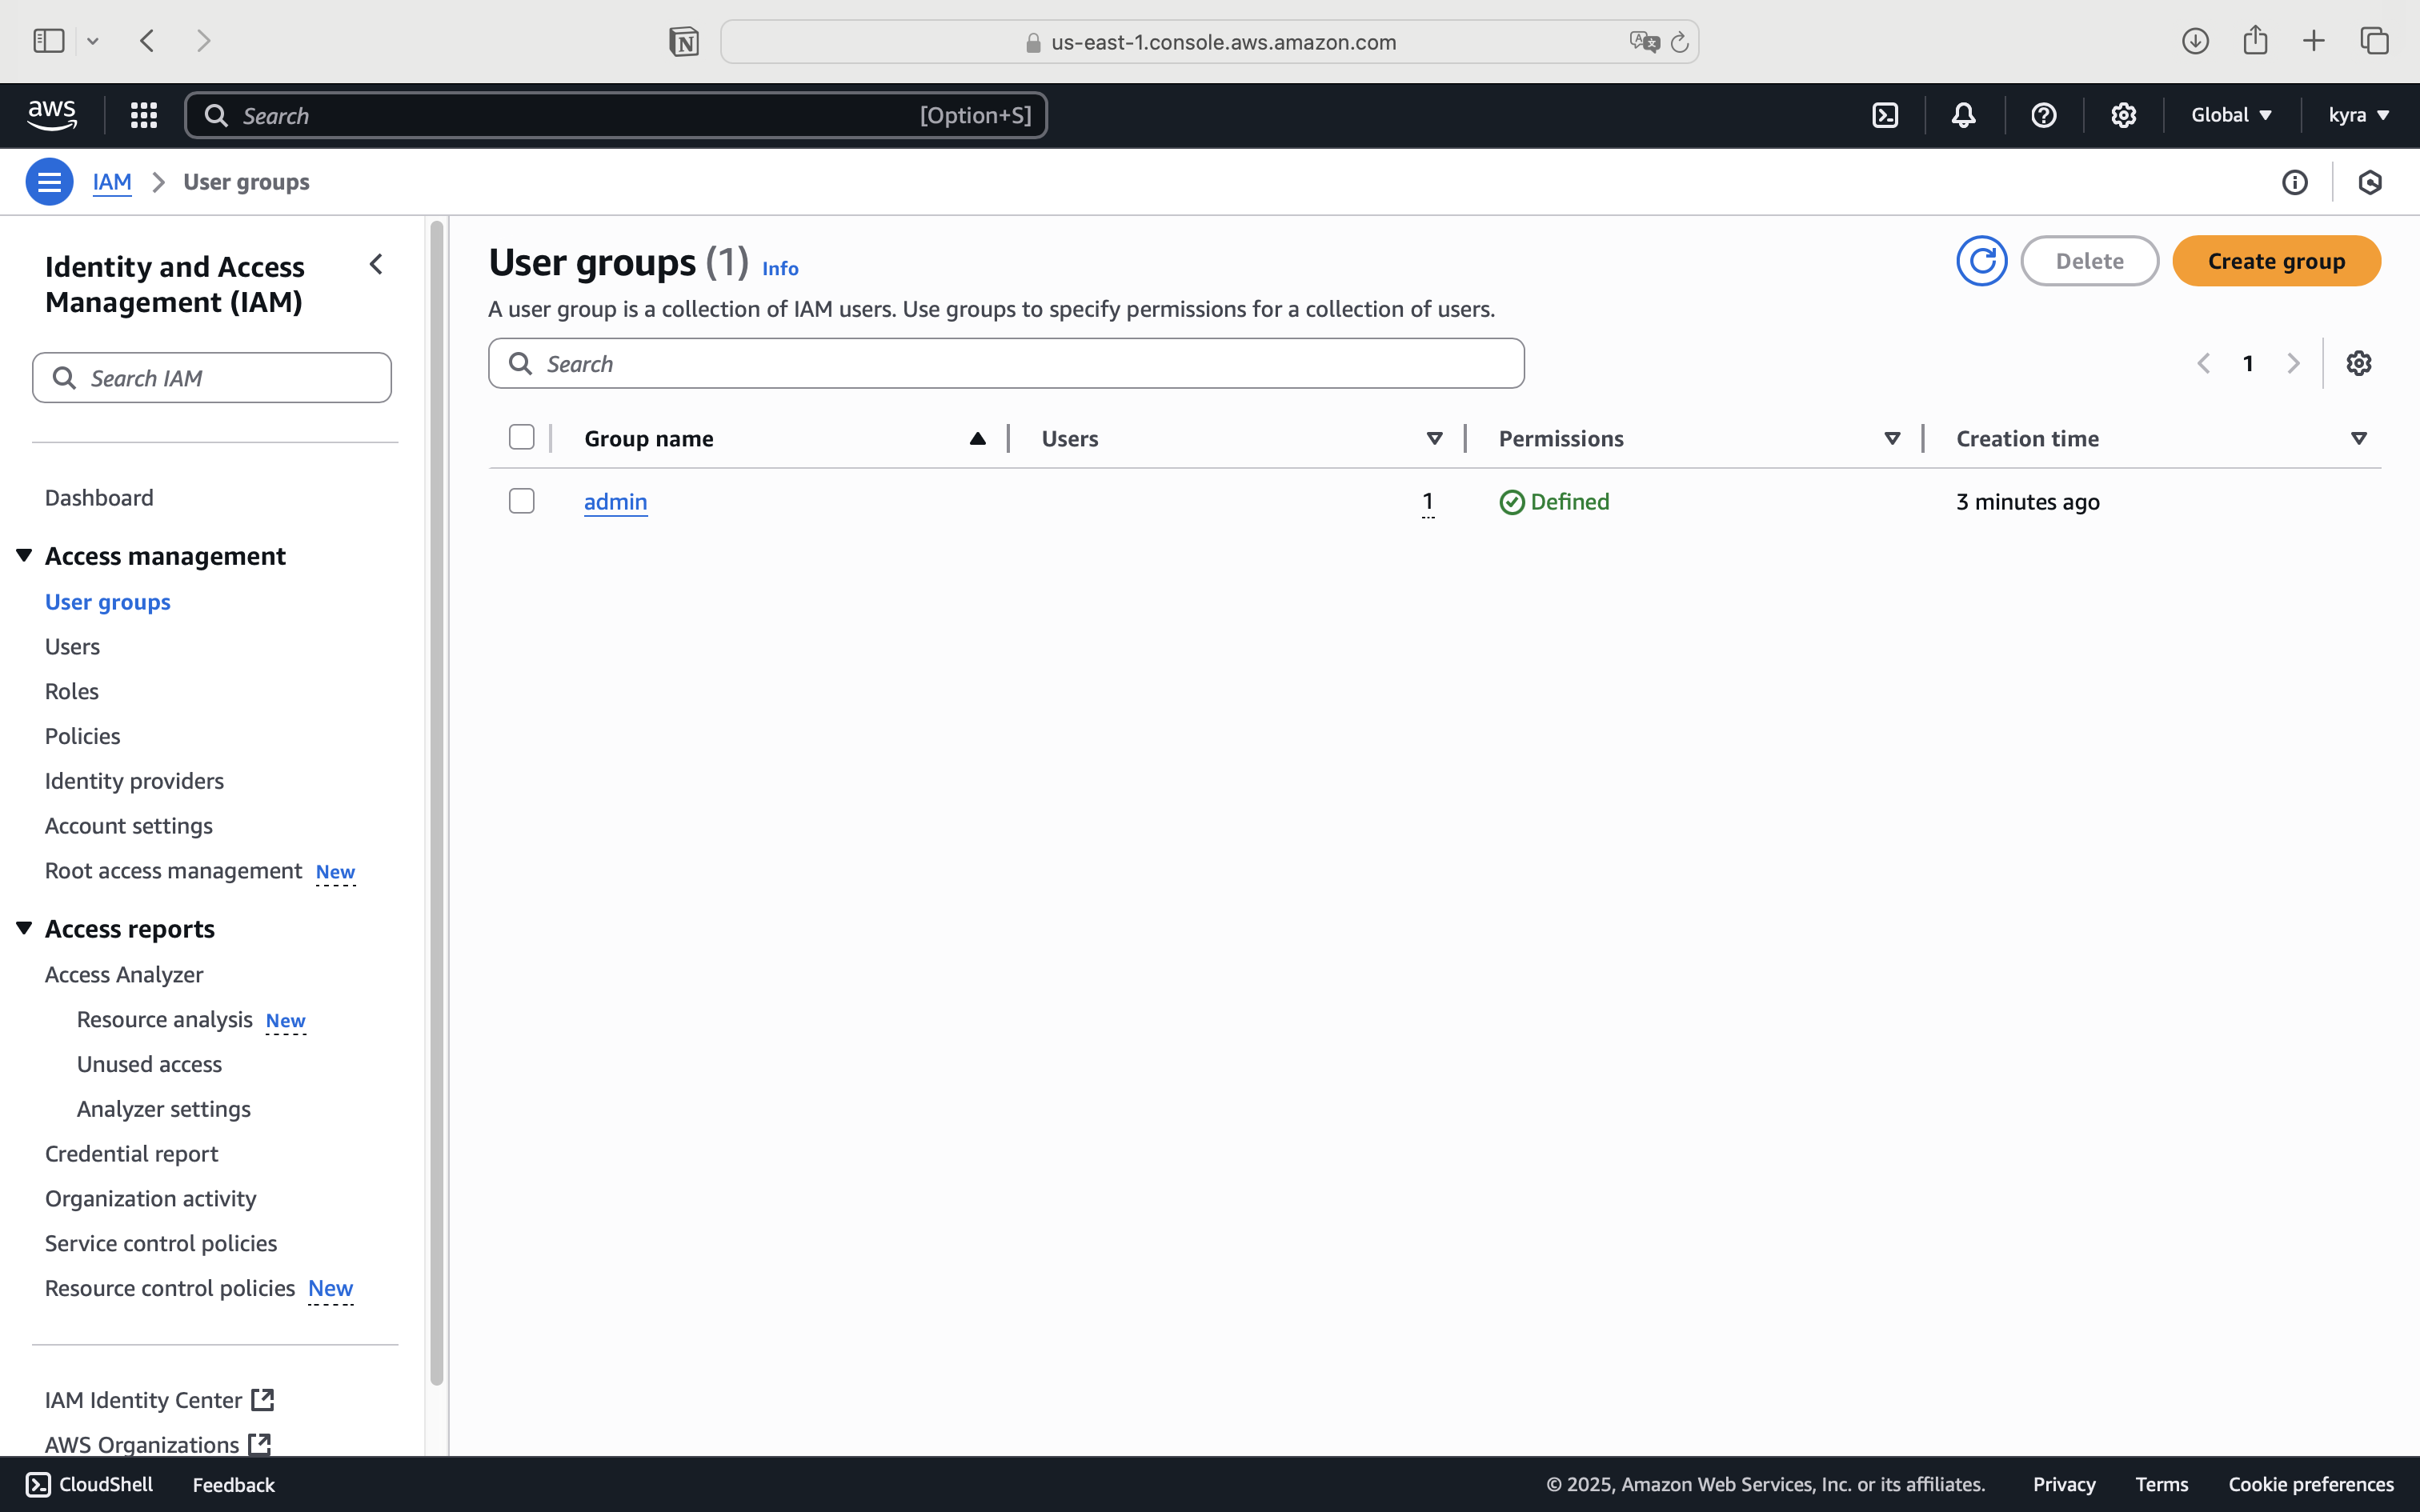 us-east-1.console.aws.amazon.com
aws
Search
[Option+S]
Global
kyra
IAM
User groups
Identity and Access
Management (IAM)
Search IAM
Dashboard
Access management
User groups
Users
Roles
Policies
Identity providers
Account settings
Root access management New
Access reports
Access Analyzer
Resource analysis New
Unused access
Analyzer settings
Credential report
Organization activity
Service control policies
Resource control policies New
IAM Identity Center
AWS Organizations
User groups (1) Info
Delete
Create group
A user group is a collection of IAM users. Use groups to specify permissions for a collection of users.
Search
1
Group name Users Permissions Creation time
admin 1 Defined 3 minutes ago
CloudShell Feedback © 2025, Amazon Web Services, Inc. or its affiliates. Privacy Terms Cookie preferences